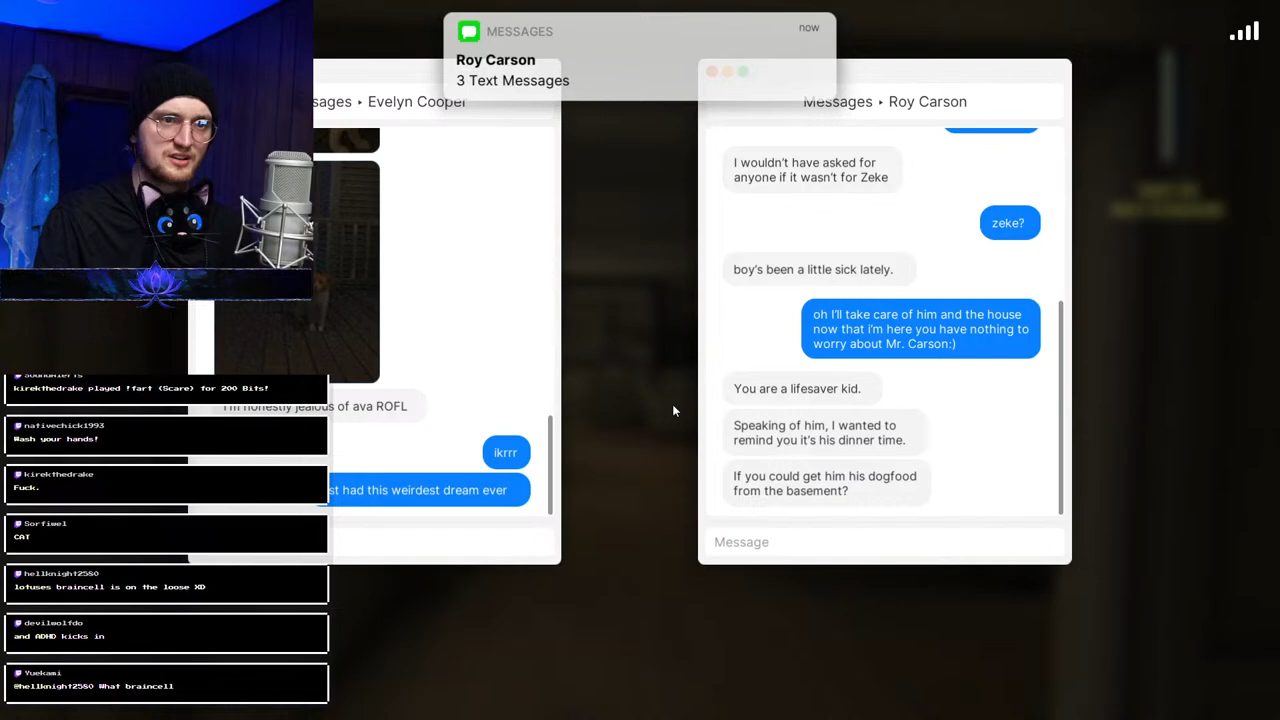 MESSAGES
now
Roy Carson
3 Text Messages
sages ▸ Evelyn Cooper
I'm honestly jealous of ava ROFL
ikrrr
st had this weirdest dream ever
Messages ▸ Roy Carson
I wouldn't have asked for
anyone if it wasn't for Zeke
zeke?
boy's been a little sick lately.
oh I'll take care of him and the house
now that i'm here you have nothing to
worry about Mr. Carson:)
You are a lifesaver kid.
Speaking of him, I wanted to
remind you it's his dinner time.
If you could get him his dogfood
from the basement?
Message
SoundAlerts
kirekthedrake played !fart (Scare) for 200 Bits!
nativechick1993
Wash your hands!
kirekthedrake
Fuck.
Sorfiwel
CAT
hellknight2580
lotuses braincell is on the loose XD
devilwolfdo
and ADHD kicks in
Yuekami
@hellknight2580 What braincell